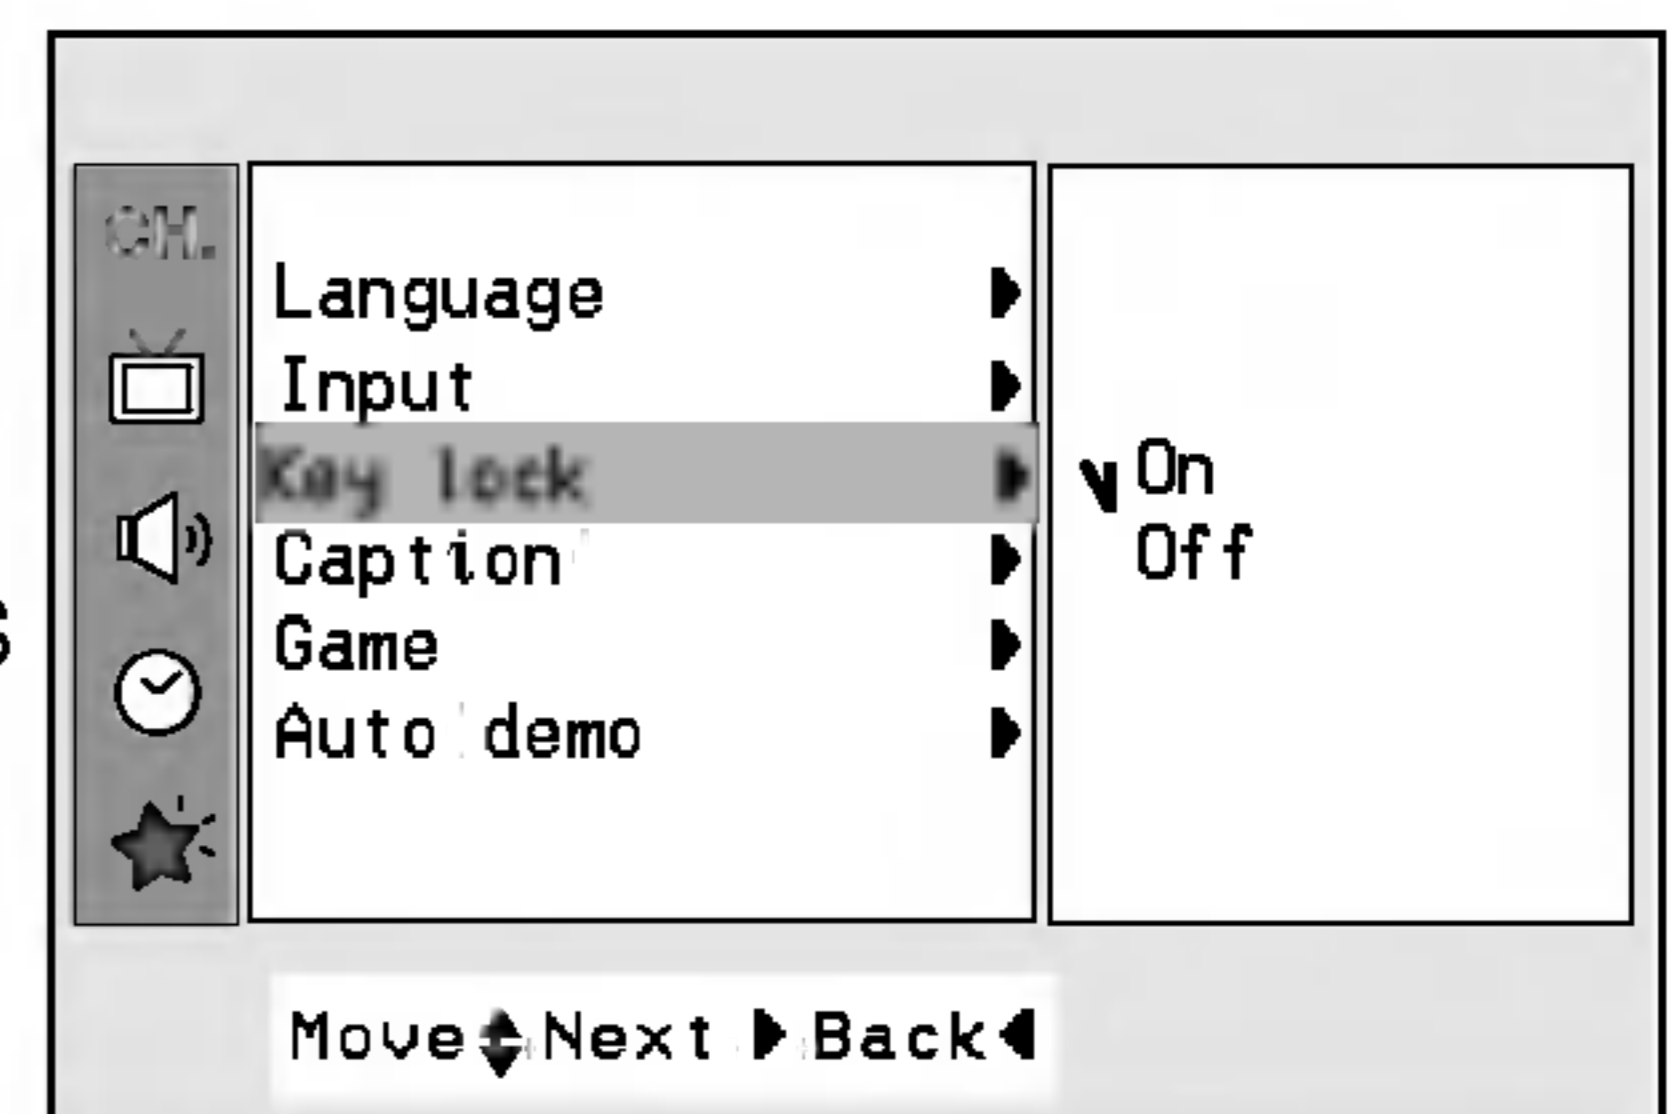 CH.
Language
Input
Key lock
Caption
Game
Auto demo
On
Off
Move Next Back